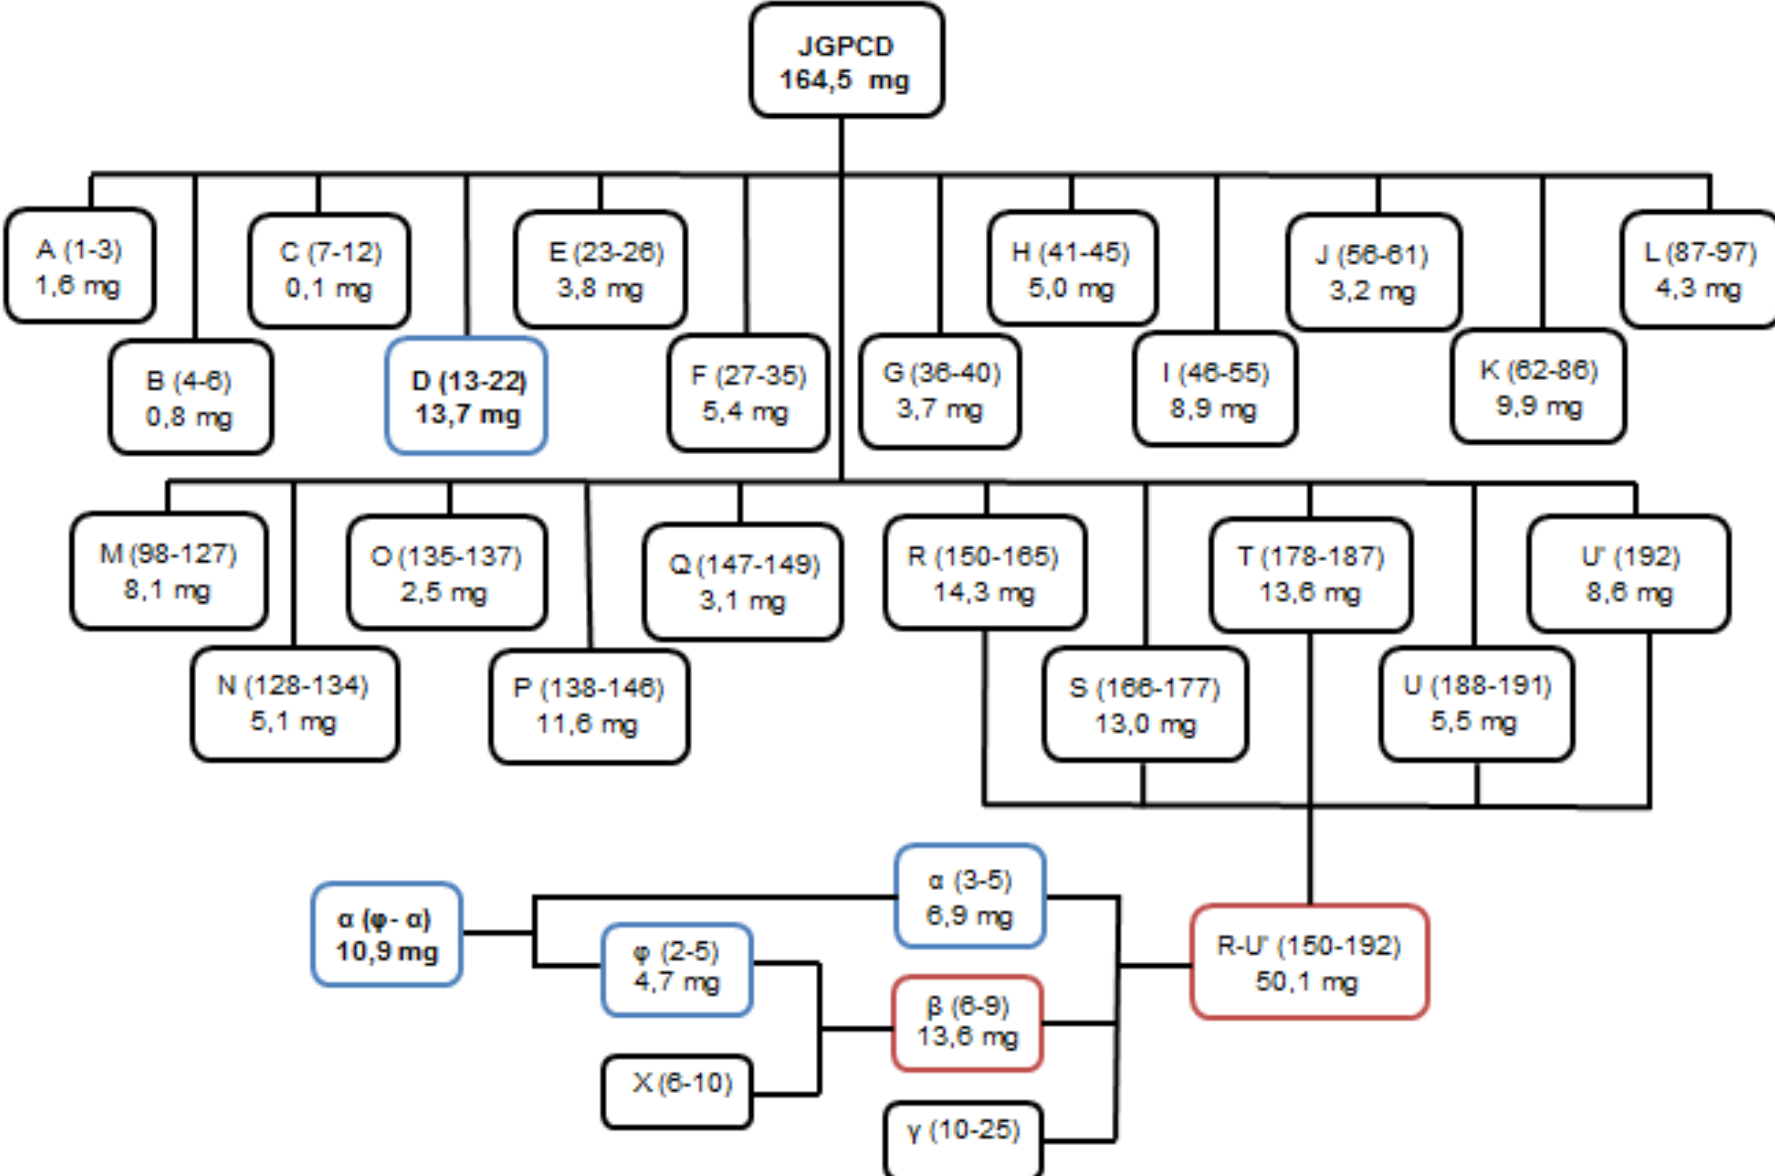 JGPCD
164,5 mg
A (1-3)
1,6 mg
B (4-6)
0,8 mg
C (7-12)
0,1 mg
D (13-22)
13,7 mg
E (23-26)
3,8 mg
F (27-35)
5,4 mg
G (36-40)
3,7 mg
H (41-45)
5,0 mg
I (46-55)
8,9 mg
J (56-61)
3,2 mg
K (62-86)
9,9 mg
L (87-97)
4,3 mg
M (98-127)
8,1 mg
N (128-134)
5,1 mg
O (135-137)
2,5 mg
P (138-146)
11,6 mg
Q (147-149)
3,1 mg
R (150-165)
14,3 mg
S (166-177)
13,0 mg
T (178-187)
13,6 mg
U (188-191)
5,5 mg
U' (192)
8,6 mg
R-U' (150-192)
50,1 mg
α (3-5)
6,9 mg
β (6-9)
13,6 mg
γ (10-25)
φ (2-5)
4,7 mg
X (6-10)
α (φ- α)
10,9 mg